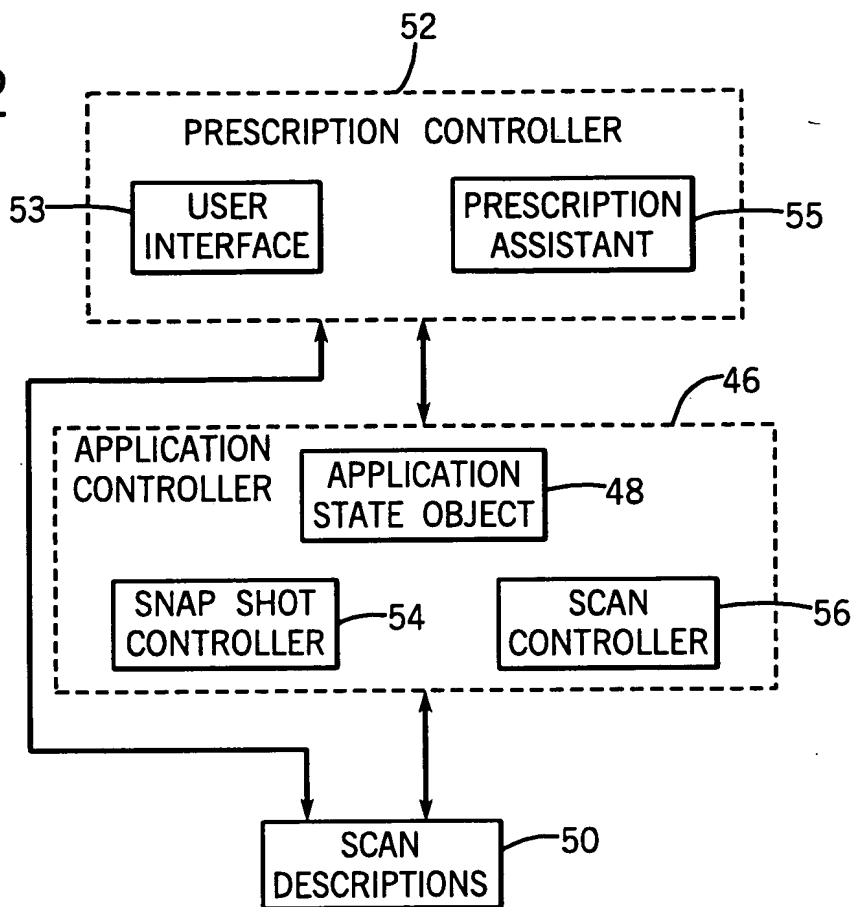 52
PRESCRIPTION CONTROLLER
53
USER
INTERFACE
PRESCRIPTION
ASSISTANT
55
46
APPLICATION
CONTROLLER
APPLICATION
STATE OBJECT
48
SNAP SHOT
CONTROLLER
54
SCAN
CONTROLLER
56
SCAN
DESCRIPTIONS
50